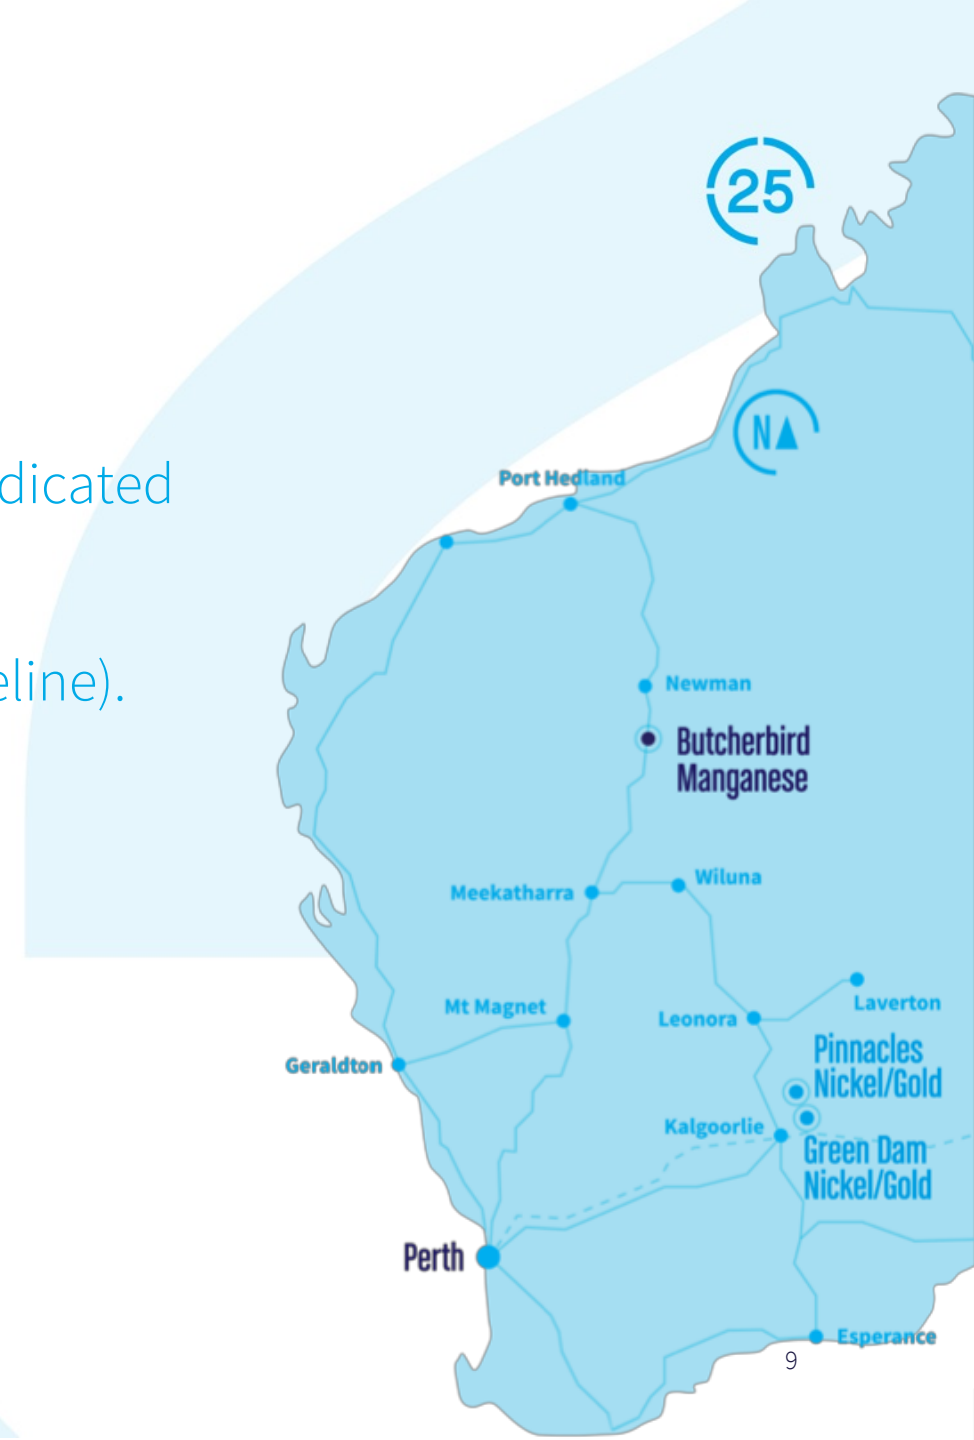 25
N
dicated
Port Hedland
eline).
Newman
Butcherbird
Manganese
Meekatharra
Wiluna
Laverton
Mt Magnet
Leonora
Pinnacles
Nickel/Gold
Geraldton
Kalgoorlie
Green Dam
Nickel/Gold
Perth
Esperance
9